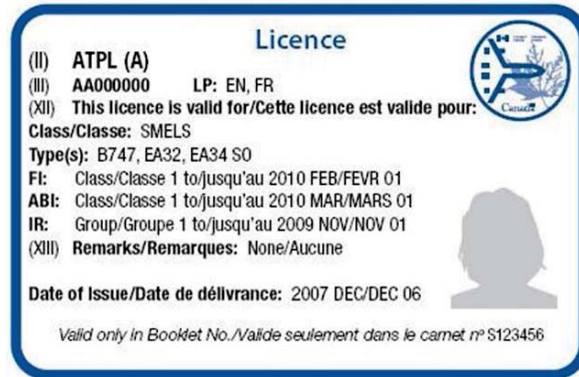 Licence
(II) ATPL (A)
(III) AA000000 LP: EN, FR
(XII) This licence is valid for/Cette licence est valide pour:
Class/Classe: SMELS
Type(s): B747, EA32, EA34 SO
FI: Class/Classe 1 to/jusqu'au 2010 FEB/FEVR 01
ABI: Class/Classe 1 to/jusqu'au 2010 MAR/MARS 01
IR: Group/Groupe 1 to/jusqu'au 2009 NOV/NOV 01
(XIII) Remarks/Remarques: None/Aucune
Date of Issue/Date de délivrance: 2007 DEC/DEC 06
Valid only in Booklet No./Valide seulement dans le carnet nº S123456
Canada